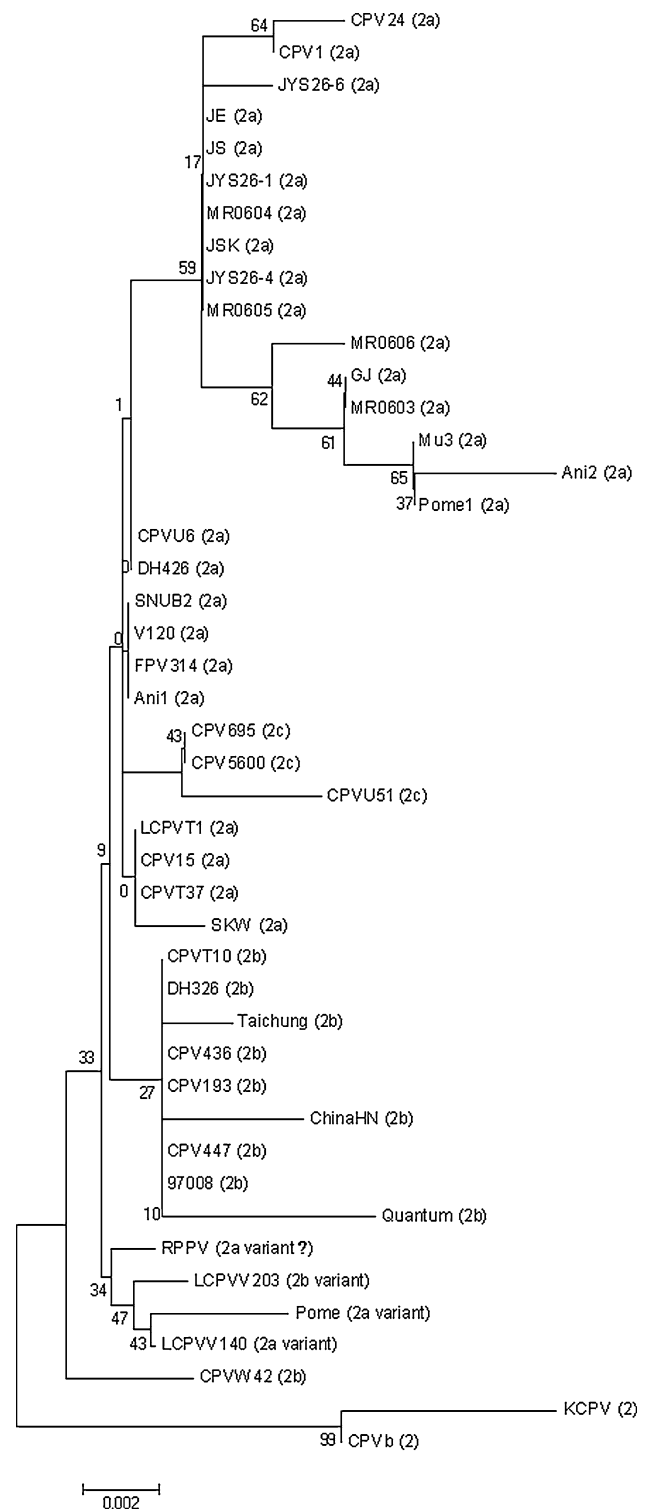 64
CPV24 (2a)
CPV1 (2a)
JYS26-6 (2a)
JE (2a)
JS (2a)
17
JYS26-1 (2a)
MR0604 (2a)
JSK (2a)
59
JYS26-4 (2a)
MR0605 (2a)
MR0606 (2a)
44
GJ (2a)
62
1
MR0603 (2a)
61
Mu3 (2a)
65
Ani2 (2a)
37
Pome1 (2a)
CPVU6 (2a)
0
DH426 (2a)
SNUB2 (2a)
0
V120 (2a)
FPV314 (2a)
Ani1 (2a)
43
CPV695 (2c)
CPV5600 (2c)
CPVU51 (2c)
LCPVT1 (2a)
9
CPV15 (2a)
0
CPVT37 (2a)
SKW (2a)
CPVT10 (2b)
DH326 (2b)
Taichung (2b)
33
CPV436 (2b)
27
CPV193 (2b)
ChinaHN (2b)
CPV447 (2b)
97008 (2b)
10
Quantum (2b)
RPPV (2a variant?)
34
LCPVV203 (2b variant)
47
Pome (2a variant)
43
LCPVV140 (2a variant)
CPVW42 (2b)
KCPV (2)
99
CPVb (2)
0.002